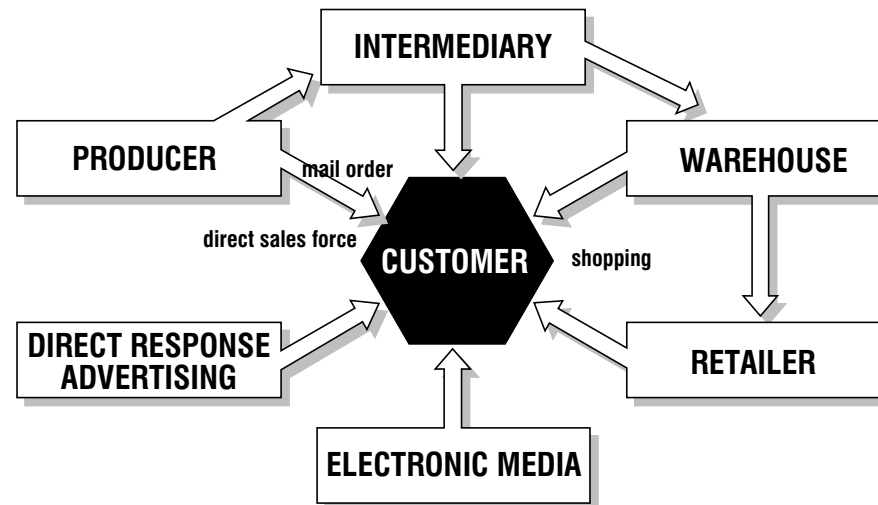 INTERMEDIARY
PRODUCER
WAREHOUSE
mail order
direct sales force
CUSTOMER
shopping
DIRECT RESPONSE
ADVERTISING
RETAILER
ELECTRONIC MEDIA